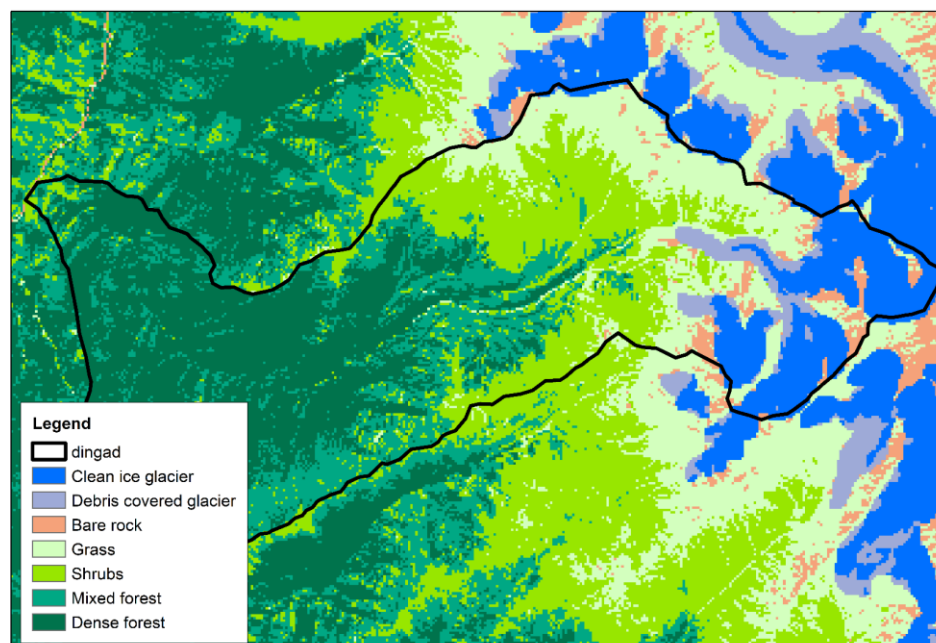 Legend
dingad
Clean ice glacier
Debris covered glacier
Bare rock
Grass
Shrubs
Mixed forest
Dense forest